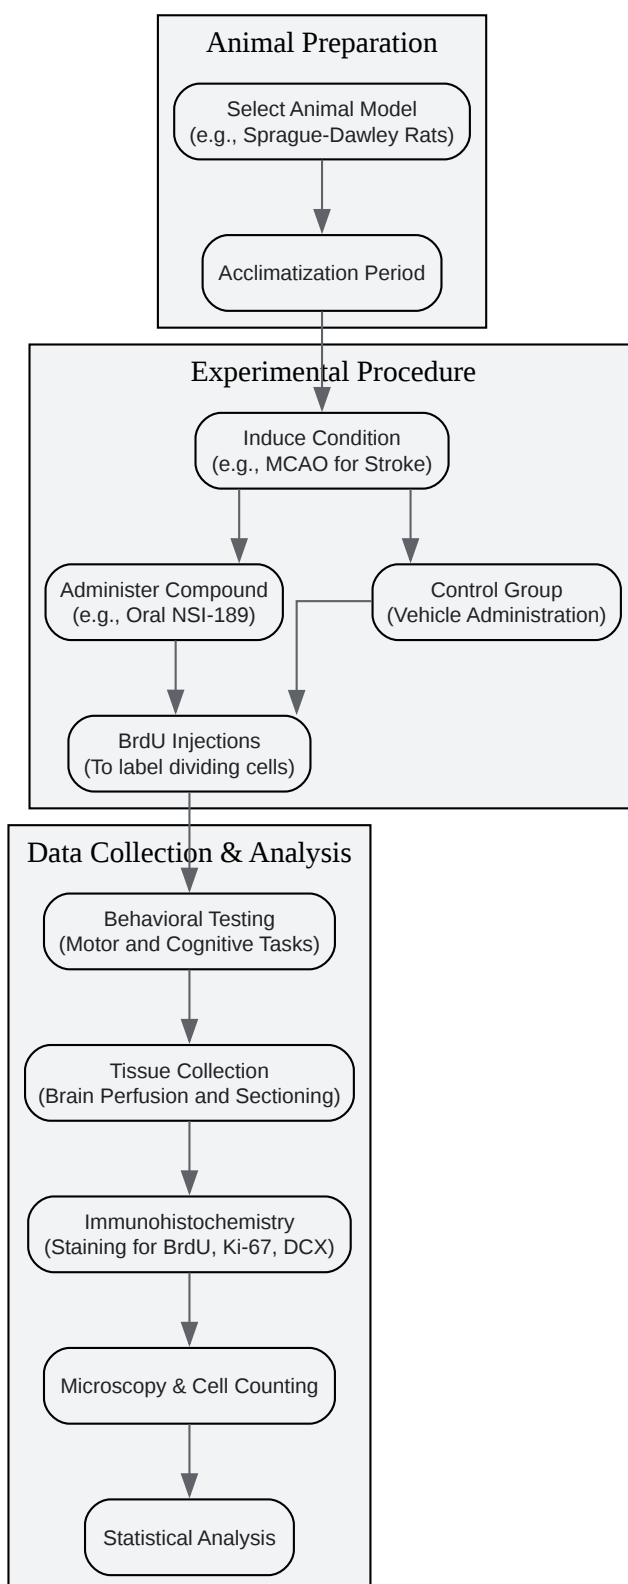 Animal Preparation
Select Animal Model
(e.g., Sprague-Dawley Rats)
Acclimatization Period
Experimental Procedure
Induce Condition
(e.g., MCAO for Stroke)
Administer Compound
(e.g., Oral NSI-189)
Control Group
(Vehicle Administration)
BrdU Injections
(To label dividing cells)
Data Collection & Analysis
Behavioral Testing
(Motor and Cognitive Tasks)
Tissue Collection
(Brain Perfusion and Sectioning)
Immunohistochemistry
(Staining for BrdU, Ki-67, DCX)
Microscopy & Cell Counting
Statistical Analysis